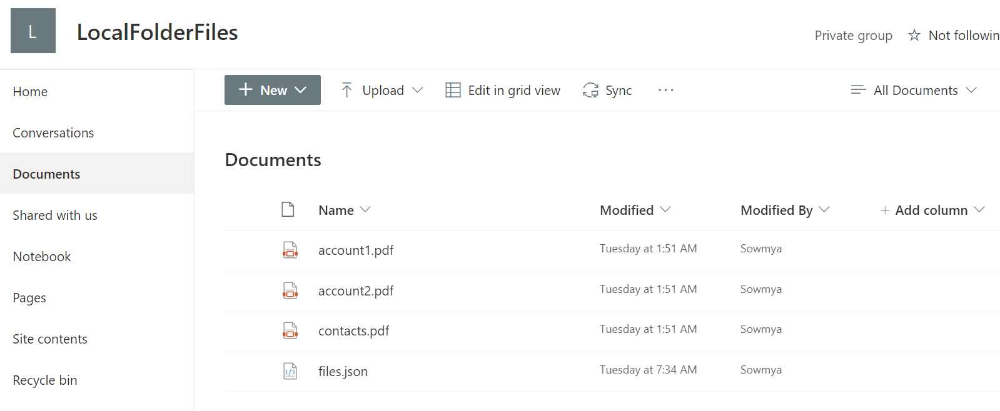 L
LocalFolderFiles
Private group
Not followin
Home
Conversations
Documents
Shared with us
Notebook
Pages
Site contents
Recycle bin
+ New
Upload
Edit in grid view
Sync
...
All Documents
Documents
Name Modified Modified By + Add column
account1.pdf Tuesday at 1:51 AM Sowmya
account2.pdf Tuesday at 1:51 AM Sowmya
contacts.pdf Tuesday at 1:51 AM Sowmya
files.json Tuesday at 7:34 AM Sowmya